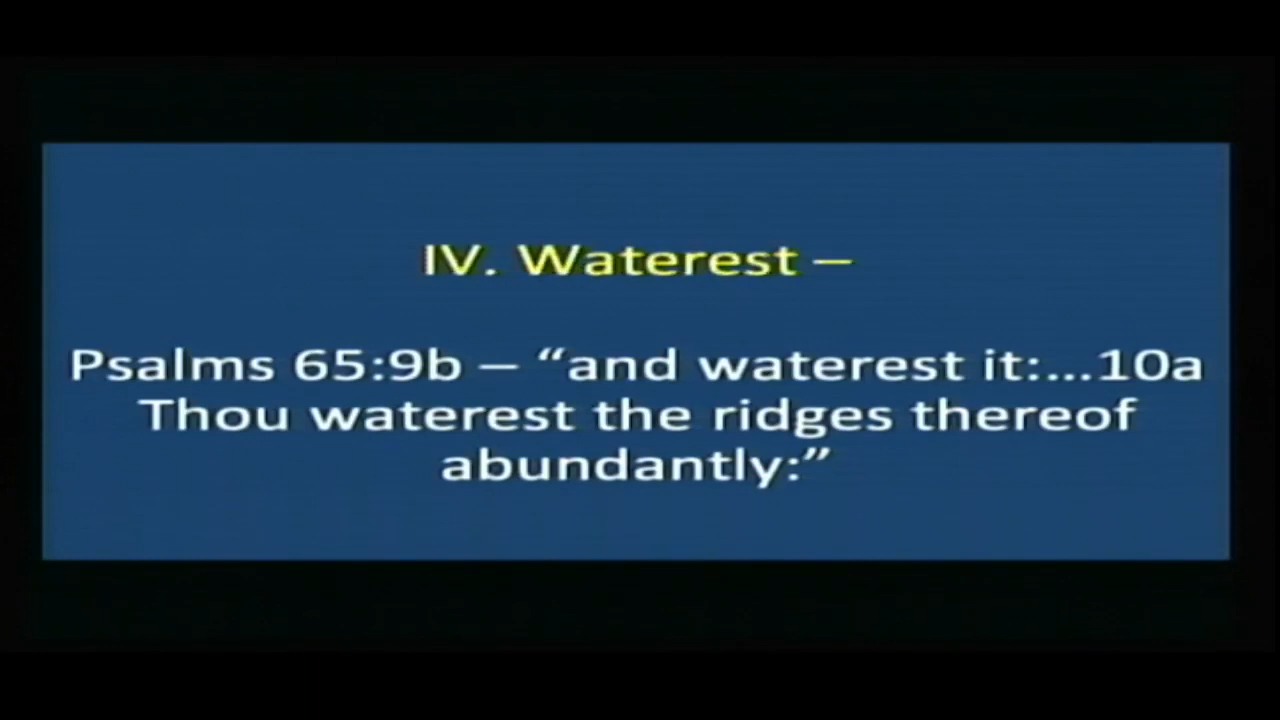 IV. Waterest –
Psalms 65:9b – “and waterest it:...10a
Thou waterest the ridges thereof
abundantly:”